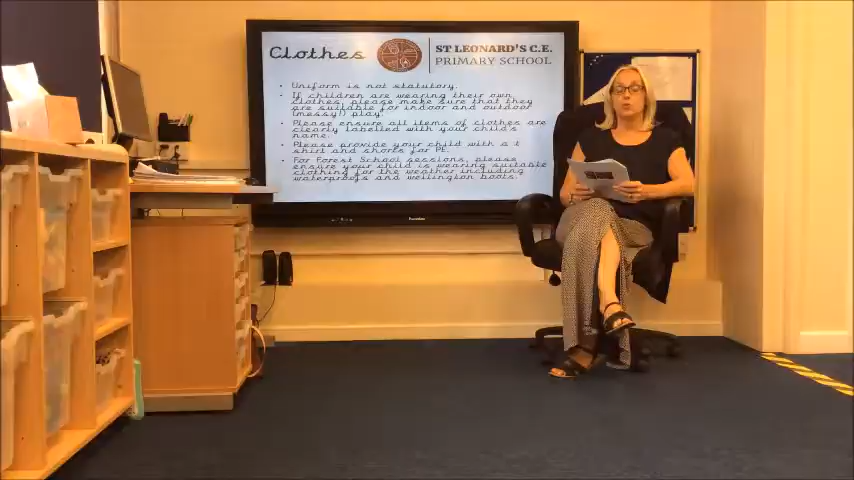 Clothes
ST LEONARD'S C.E.
PRIMARY SCHOOL
• Uniform is not statutory.
• If children are wearing their own
clothes, please make sure that they
are suitable for indoor and outdoor
(messy!) play.
• Please ensure all items of clothes are
clearly labelled with your child's
name.
• Please provide your child with a t
shirt and shorts for PE.
• For Forest School sessions, please
ensure your child is wearing suitable
clothing for the weather including
waterproofs and wellington boots.